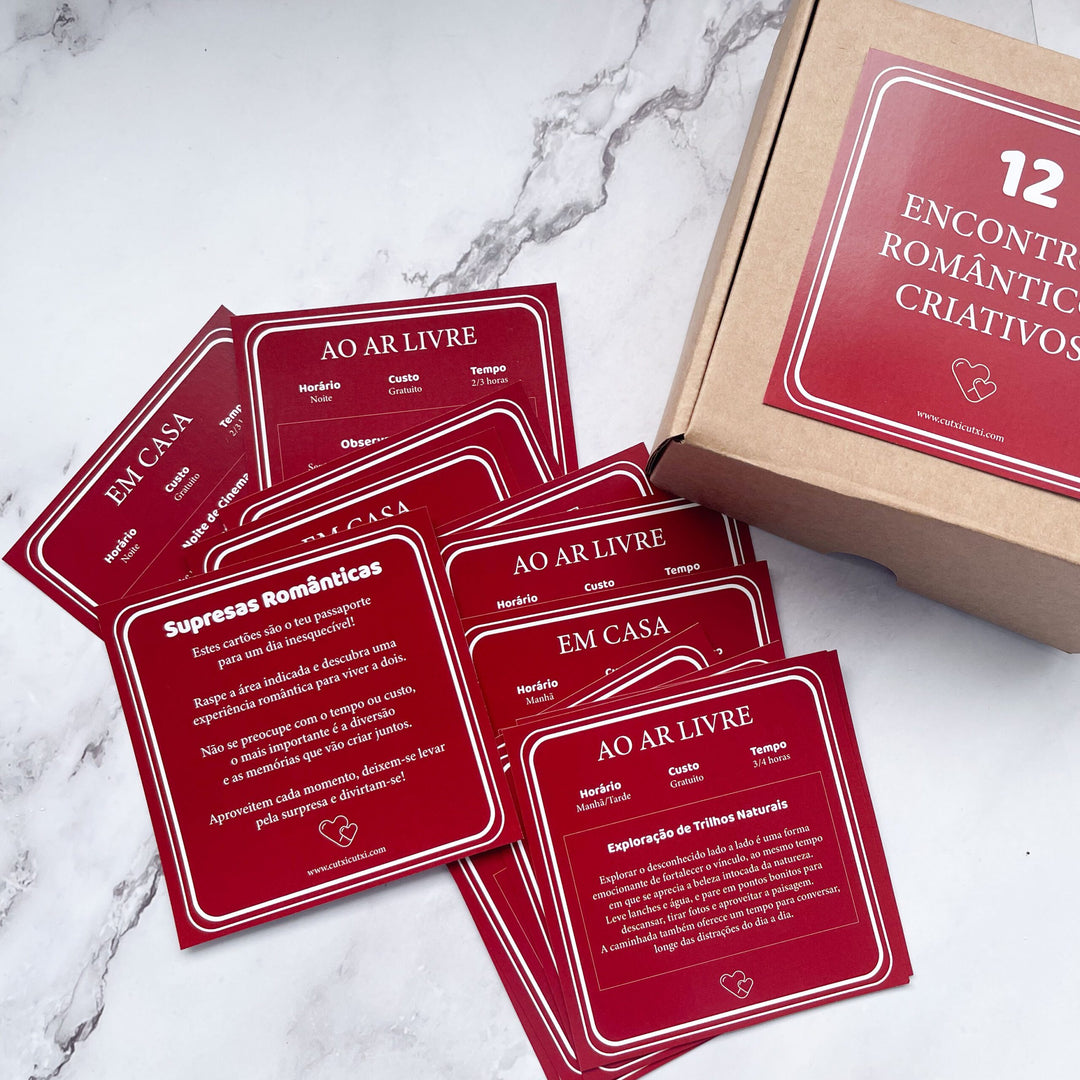 12
ENCONTR
ROMÂNTICO
CRIATIVOS
www.cutxicutxi.com
AO AR LIVRE
Horário
Custo
Tempo
Noite
Gratuito
2/3 horas
EM CASA
Horário
Custo
Noite
Gratuito
Noite de Cinema
EM CASA
Supresas Românticas
Estes cartões são o teu passaporte
para um dia inesquecível!
Raspe a área indicada e descubra uma
experiência romântica para viver a dois.
Não se preocupe com o tempo ou custo,
o mais importante é a diversão
e as memórias que vão criar juntos.
Aproveitem cada momento, deixem-se levar
pela surpresa e divirtam-se!
www.cutxicutxi.com
AO AR LIVRE
Horário
Custo
Tempo
EM CASA
Horário
Manhã
AO AR LIVRE
Horário
Custo
Tempo
Manhã/Tarde
Gratuito
3/4 horas
Exploração de Trilhos Naturais
Explorar o desconhecido lado a lado é uma forma
emocionante de fortalecer o vínculo, ao mesmo tempo
em que se aprecia a beleza intocada da natureza.
Leve lanches e água, e pare em pontos bonitos para
descansar, tirar fotos e aproveitar a paisagem.
A caminhada também oferece um tempo para conversar,
longe das distrações do dia a dia.